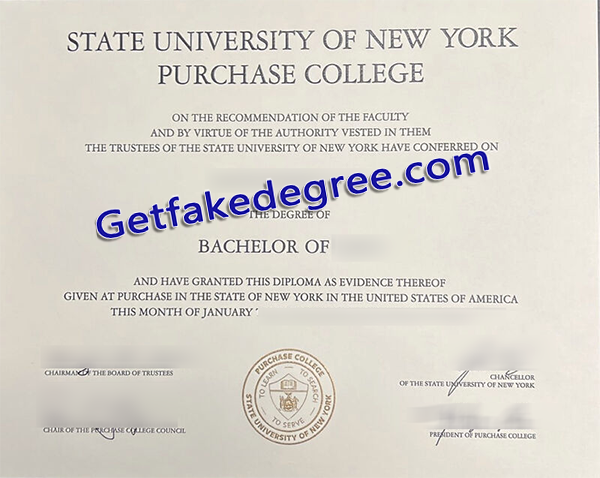 STATE UNIVERSITY OF NEW YORK
PURCHASE COLLEGE
ON THE RECOMMENDATION OF THE FACULTY
AND BY VIRTUE OF THE AUTHORITY VESTED IN THEM
THE TRUSTEES OF THE STATE UNIVERSITY OF NEW YORK HAVE CONFERRED ON
Getfakedegree.com
THE DEGREE OF
BACHELOR OF
AND HAVE GRANTED THIS DIPLOMA AS EVIDENCE THEREOF
GIVEN AT PURCHASE IN THE STATE OF NEW YORK IN THE UNITED STATES OF AMERICA
THIS MONTH OF JANUARY
CHAIRMAN OF THE BOARD OF TRUSTEES
CHANCELLOR
OF THE STATE UNIVERSITY OF NEW YORK
CHAIR OF THE PURCHASE COLLEGE COUNCIL
PRESIDENT OF PURCHASE COLLEGE
PURCHASE COLLEGE
STATE UNIVERSITY OF NEW YORK
TO LEARN
TO SEARCH
TO SERVE